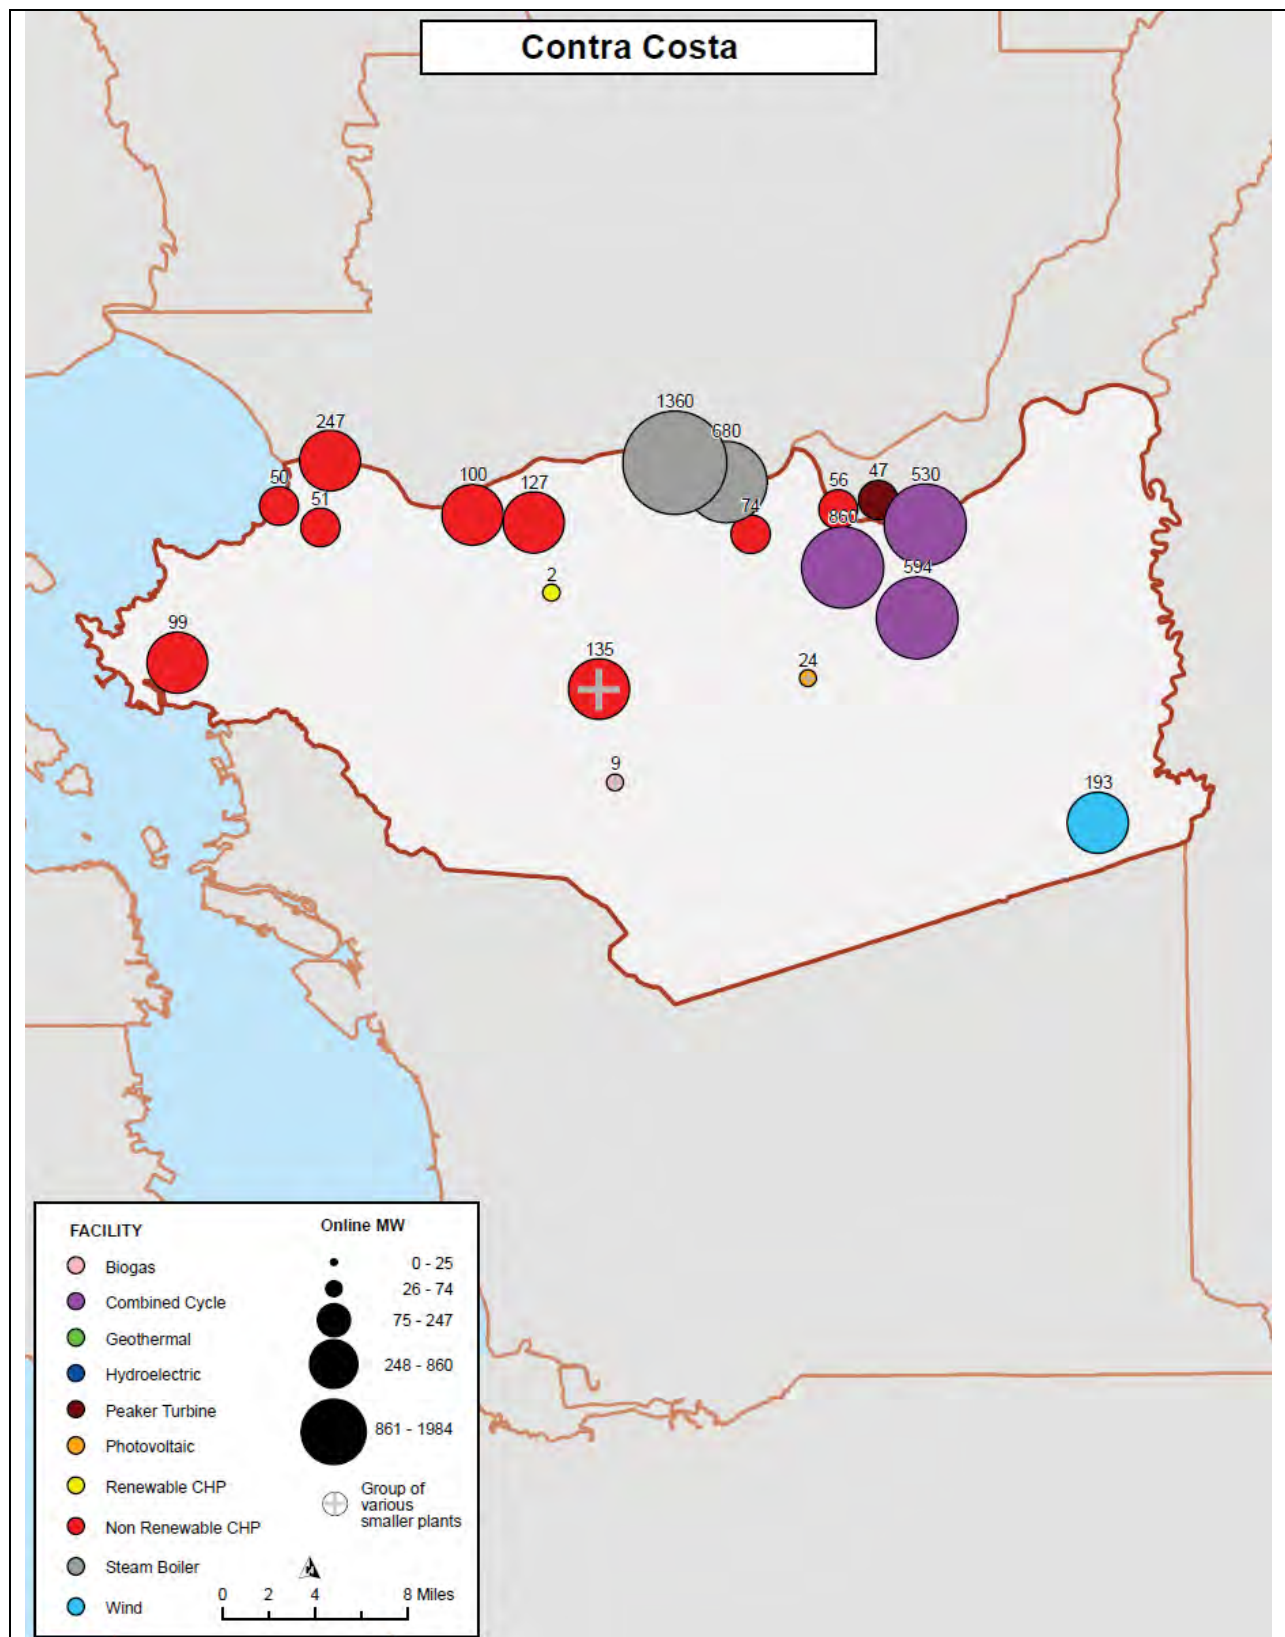 Contra Costa
1360
247
680
50
51
100
127
74
56
47
530
860
594
2
99
135
24
9
193
FACILITY
Biogas
Combined Cycle
Geothermal
Hydroelectric
Peaker Turbine
Photovoltaic
Renewable CHP
Non Renewable CHP
Steam Boiler
Wind
Online MW
0 - 25
26 - 74
75 - 247
248 - 860
861 - 1984
Group of
various
smaller plants
0 2 4 8 Miles